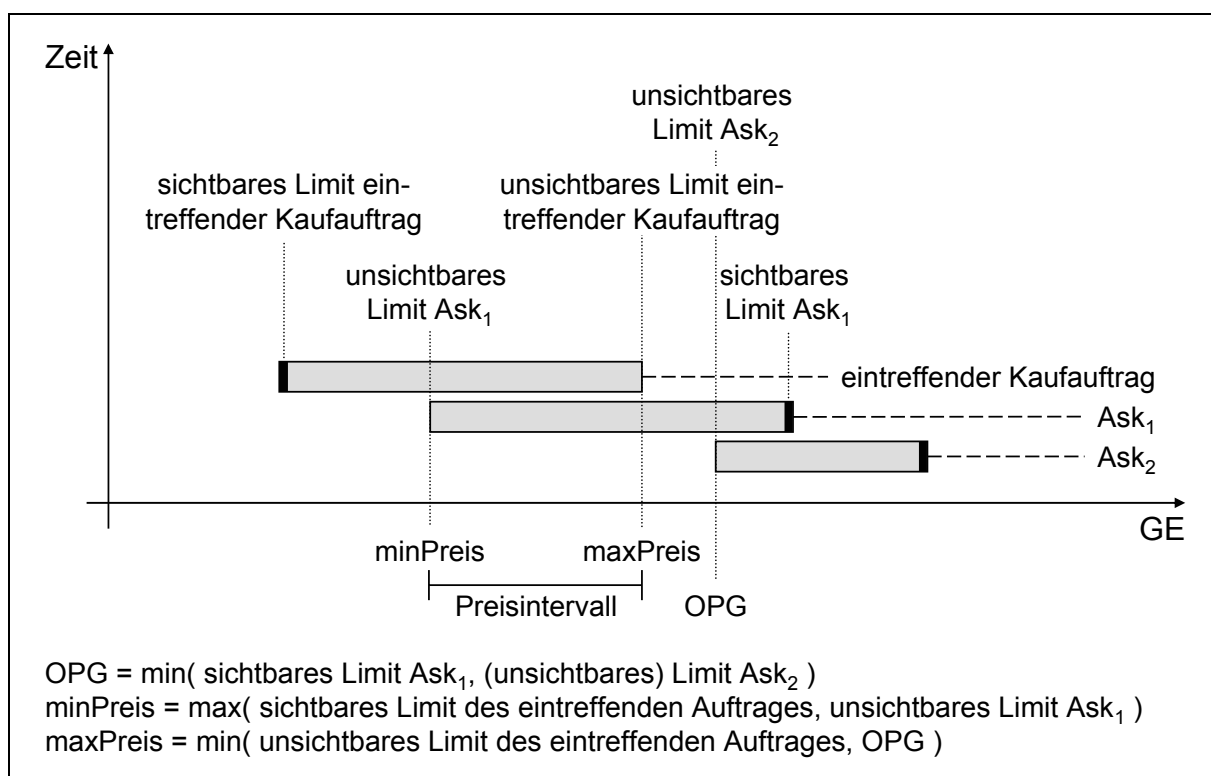 Zeit
unsichtbares
Limit Ask₂
sichtbares Limit ein-
treffender Kaufauftrag
unsichtbares Limit ein-
treffender Kaufauftrag
unsichtbares
Limit Ask₁
sichtbares
Limit Ask₁
eintreffender Kaufauftrag
Ask₁
Ask₂
GE
minPreis
maxPreis
Preisintervall
OPG
OPG = min( sichtbares Limit Ask₁, (unsichtbares) Limit Ask₂ )
minPreis = max( sichtbares Limit des eintreffenden Auftrages, unsichtbares Limit Ask₁ )
maxPreis = min( unsichtbares Limit des eintreffenden Auftrages, OPG )